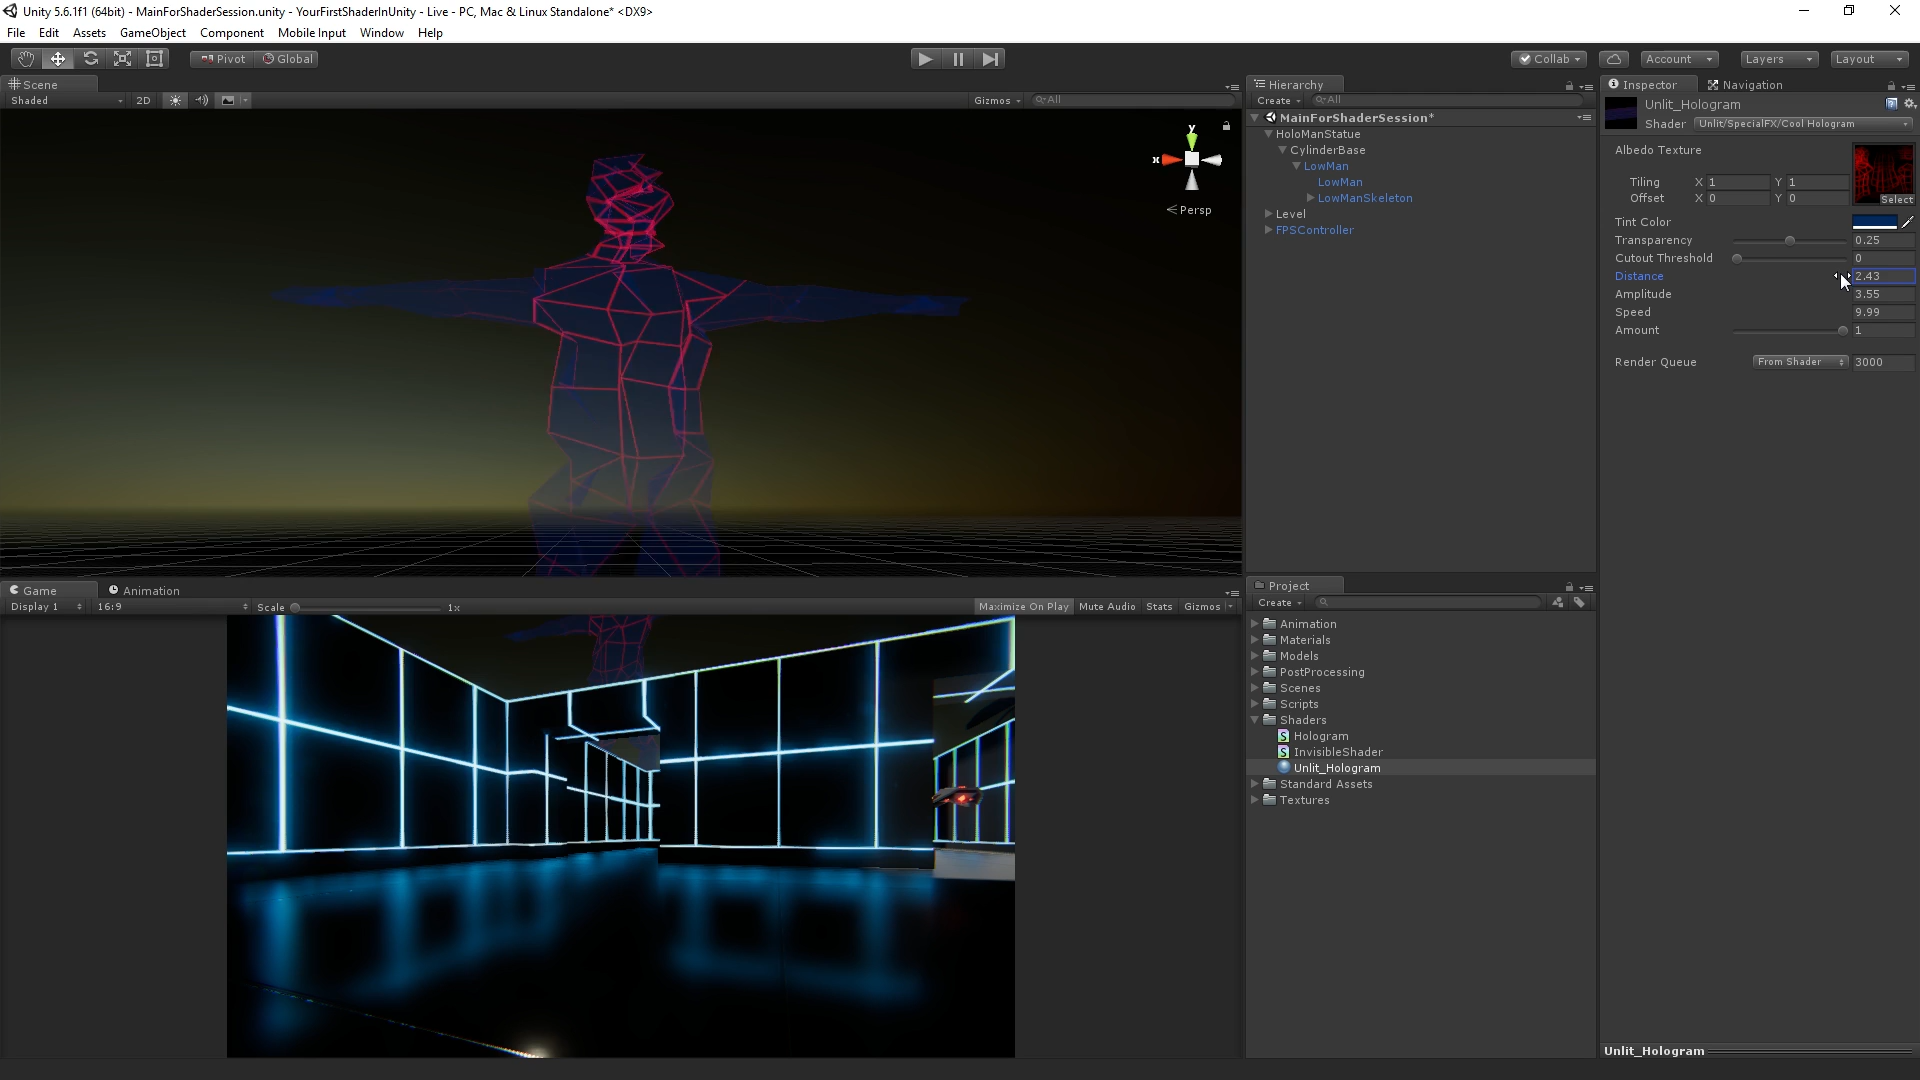 Unity 5.6.1f1 (64bit) - MainForShaderSession.unity - YourFirstShaderInUnity - Live - PC, Mac & Linux Standalone* <DX9>
File Edit Assets GameObject Component Mobile Input Window Help
Pivot Global Collab Account Layers Layout
Scene
Shaded 2D Gizmos All
y
x
Persp
Hierarchy
Create All
MainForShaderSession*
HoloManStatue
CylinderBase
LowMan
LowMan
LowManSkeleton
Level
FPSController
Inspector Navigation
Unlit_Hologram
Shader Unlit/SpecialFX/Cool Hologram
Albedo Texture
Tiling X 1 Y 1
Offset X 0 Y 0
Select
Tint Color
Transparency 0.25
Cutout Threshold 0
Distance 2.43
Amplitude 3.55
Speed 9.99
Amount 1
Render Queue From Shader 3000
Game Animation
Display 1 16:9 Scale 1x Maximize On Play Mute Audio Stats Gizmos
Project
Create
Animation
Materials
Models
PostProcessing
Scenes
Scripts
Shaders
Hologram
InvisibleShader
Unlit_Hologram
Standard Assets
Textures
Unlit_Hologram